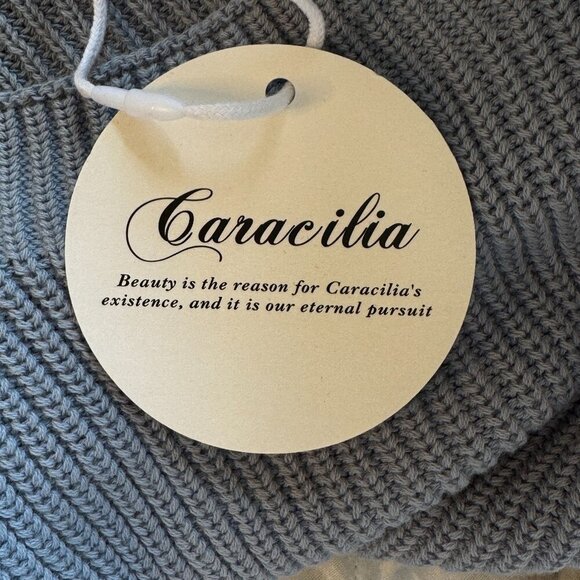 Caracilia
Beauty is the reason for Caracilia's
existence, and it is our eternal pursuit